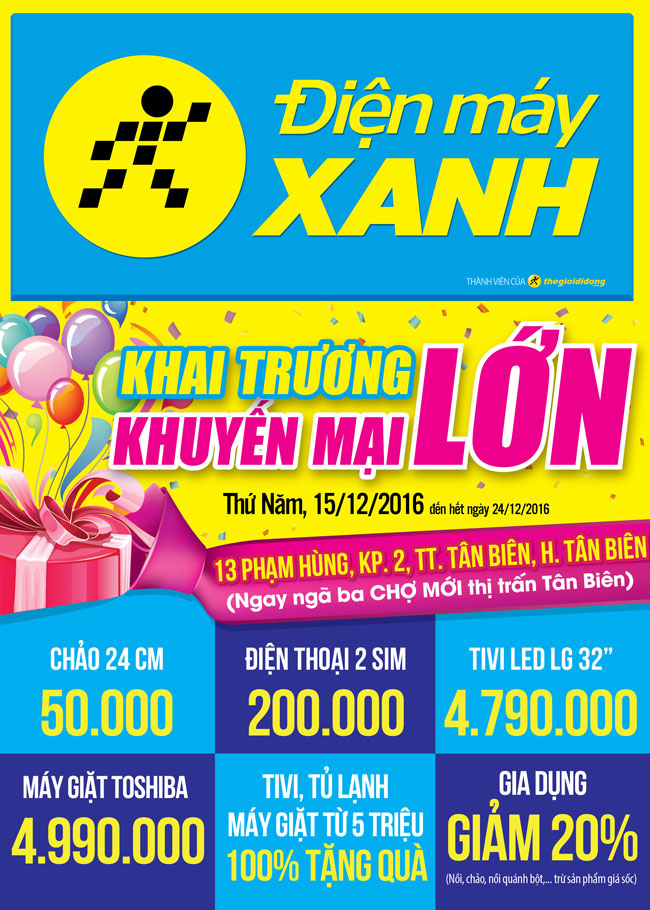 Điện máy
XANH
THÀNH VIÊN CỦA thegioididong
.com
KHAI TRƯƠNG
KHUYẾN MẠI LỚN
Thứ Năm, 15/12/2016 đến hết ngày 24/12/2016
13 PHẠM HÙNG, KP. 2, TT. TÂN BIÊN, H. TÂN BIÊN
(Ngay ngã ba CHỢ MỚI thị trấn Tân Biên)
CHẢO 24 CM
50.000
ĐIỆN THOẠI 2 SIM
200.000
TIVI LED LG 32”
4.790.000
MÁY GIẶT TOSHIBA
4.990.000
TIVI, TỦ LẠNH
MÁY GIẶT TỪ 5 TRIỆU
100% TẶNG QUÀ
GIA DỤNG
GIẢM 20%
(Nồi, chảo, nồi quánh bột,... trừ sản phẩm giá sốc)